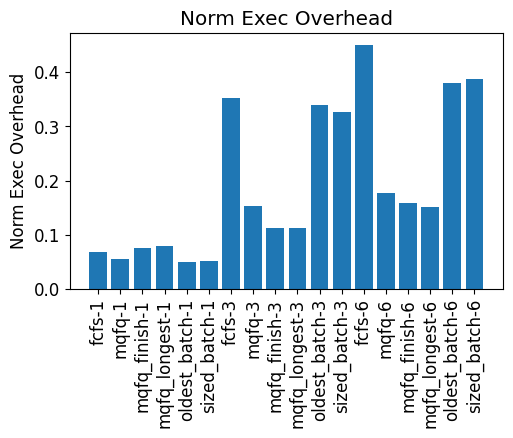 Norm Exec Overhead
Norm Exec Overhead
0.4
0.3
0.2
0.1
0.0
fcfs-1
mqfq-1
mqfq_finish-1
mqfq_longest-1
oldest_batch-1
sized_batch-1
fcfs-3
mqfq-3
mqfq_finish-3
mqfq_longest-3
oldest_batch-3
sized_batch-3
fcfs-6
mqfq-6
mqfq_finish-6
mqfq_longest-6
oldest_batch-6
sized_batch-6